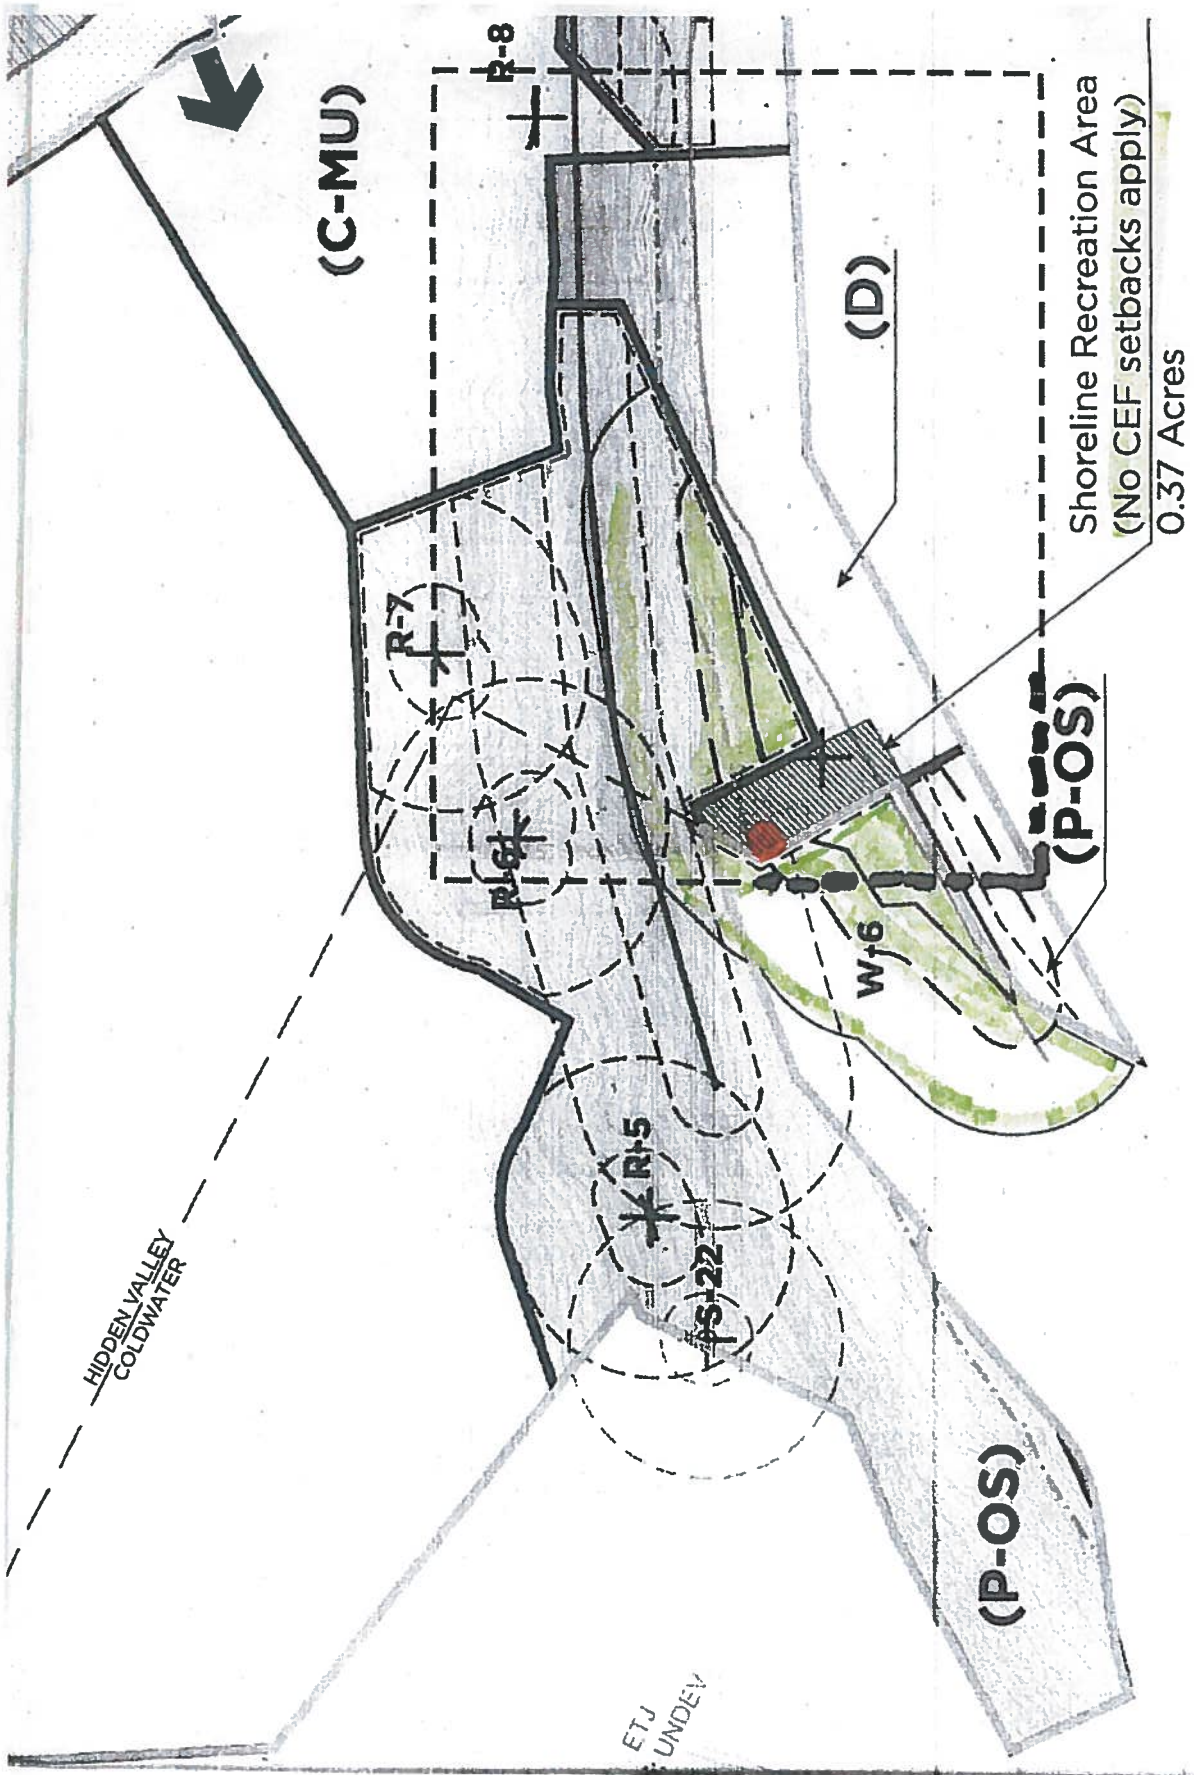 R-8
(C-MU)
(D)
Shoreline Recreation Area
(No CEF setbacks apply)
0.37 Acres
R-7
R-6
(P-OS)
W-6
R-5
S-22
HIDDEN VALLEY
COLDWATER
(P-OS)
ETJ
UNDEV